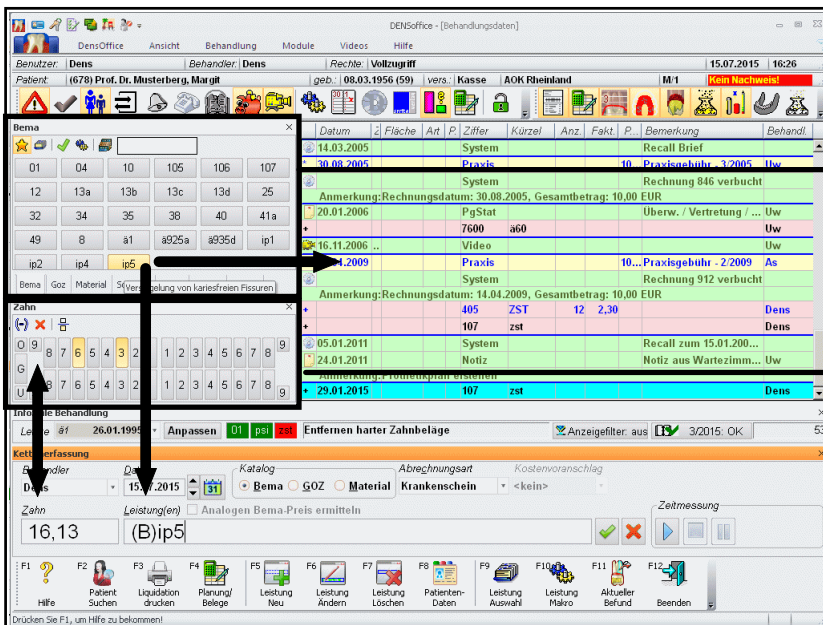 DENSoffice - [Behandlungsdaten]
DensOffice Ansicht Behandlung Module Videos Hilfe
Benutzer: Dens Behandler: Dens Rechte: Vollzugriff 15.07.2015 16:26
Patient: (678) Prof. Dr. Musterberg, Margit geb.: 08.03.1956 (59) vers.: Kasse AOK Rheinland M/1 Kein Nachweis!
Bema
01 04 10 105 106 107
12 13a 13b 13c 13d 25
32 34 35 38 40 41a
49 8 ä1 ä925a ä935d ip1
ip2 ip4 ip5
Bema Goz Material
Versiegelung von kariesfreien Fissuren
Zahn
O 9 8 7 6 5 4 3 2 1 2 3 4 5 6 7 8 9
G
U 8 7 6 5 4 3 2 1 2 3 4 5 6 7 8 9
Datum Z Fläche Art P. Ziffer Kürzel Anz. Fakt. P... Bemerkung Behandl.
14.03.2005 System Recall Brief
30.08.2005 Praxis 10... Praxisgebühr - 3/2005 Uw
System Rechnung 846 verbucht
Anmerkung:Rechnungsdatum: 30.08.2005, Gesamtbetrag: 10,00 EUR
20.01.2006 PgStat Überw. / Vertretung / ... Uw
+ 7600 ä60 Uw
16.11.2006 .. Video Uw
.2009 Praxis 10... Praxisgebühr - 2/2009 As
System Rechnung 912 verbucht
Anmerkung:Rechnungsdatum: 14.04.2009, Gesamtbetrag: 10,00 EUR
+ 405 ZST 12 2,30 Dens
+ 107 zst Dens
05.01.2011 System Recall zum 15.01.200...
24.01.2011 Notiz Notiz aus Wartezimm... Uw
Anmerkung:Prothetikplan erstellen
+ 29.01.2015 107 zst Dens
Behandlung
ä1 26.01.1995 Anpassen 01 psi zst Entfernen harter Zahnbeläge Anzeigefilter: aus 3/2015: OK 53
Kettenerfassung
Katalog Abrechnungsart Kostenvoranschlag
Dens 2015 31 Bema GOZ Material Krankenschein <kein>
Zahn Leistung(en) Analogen Bema-Preis ermitteln Zeitmessung
16,13 (B)ip5
F1 F2 F3 F4 F5 F6 F7 F8 F9 F10 F11 F12
Hilfe Patient Suchen Liquidation drucken Planung/ Belege Leistung Neu Leistung Ändern Leistung Löschen Patienten- Daten Leistung Auswahl Leistung Makro Aktueller Befund Beenden
Drücken Sie F1, um Hilfe zu bekommen!